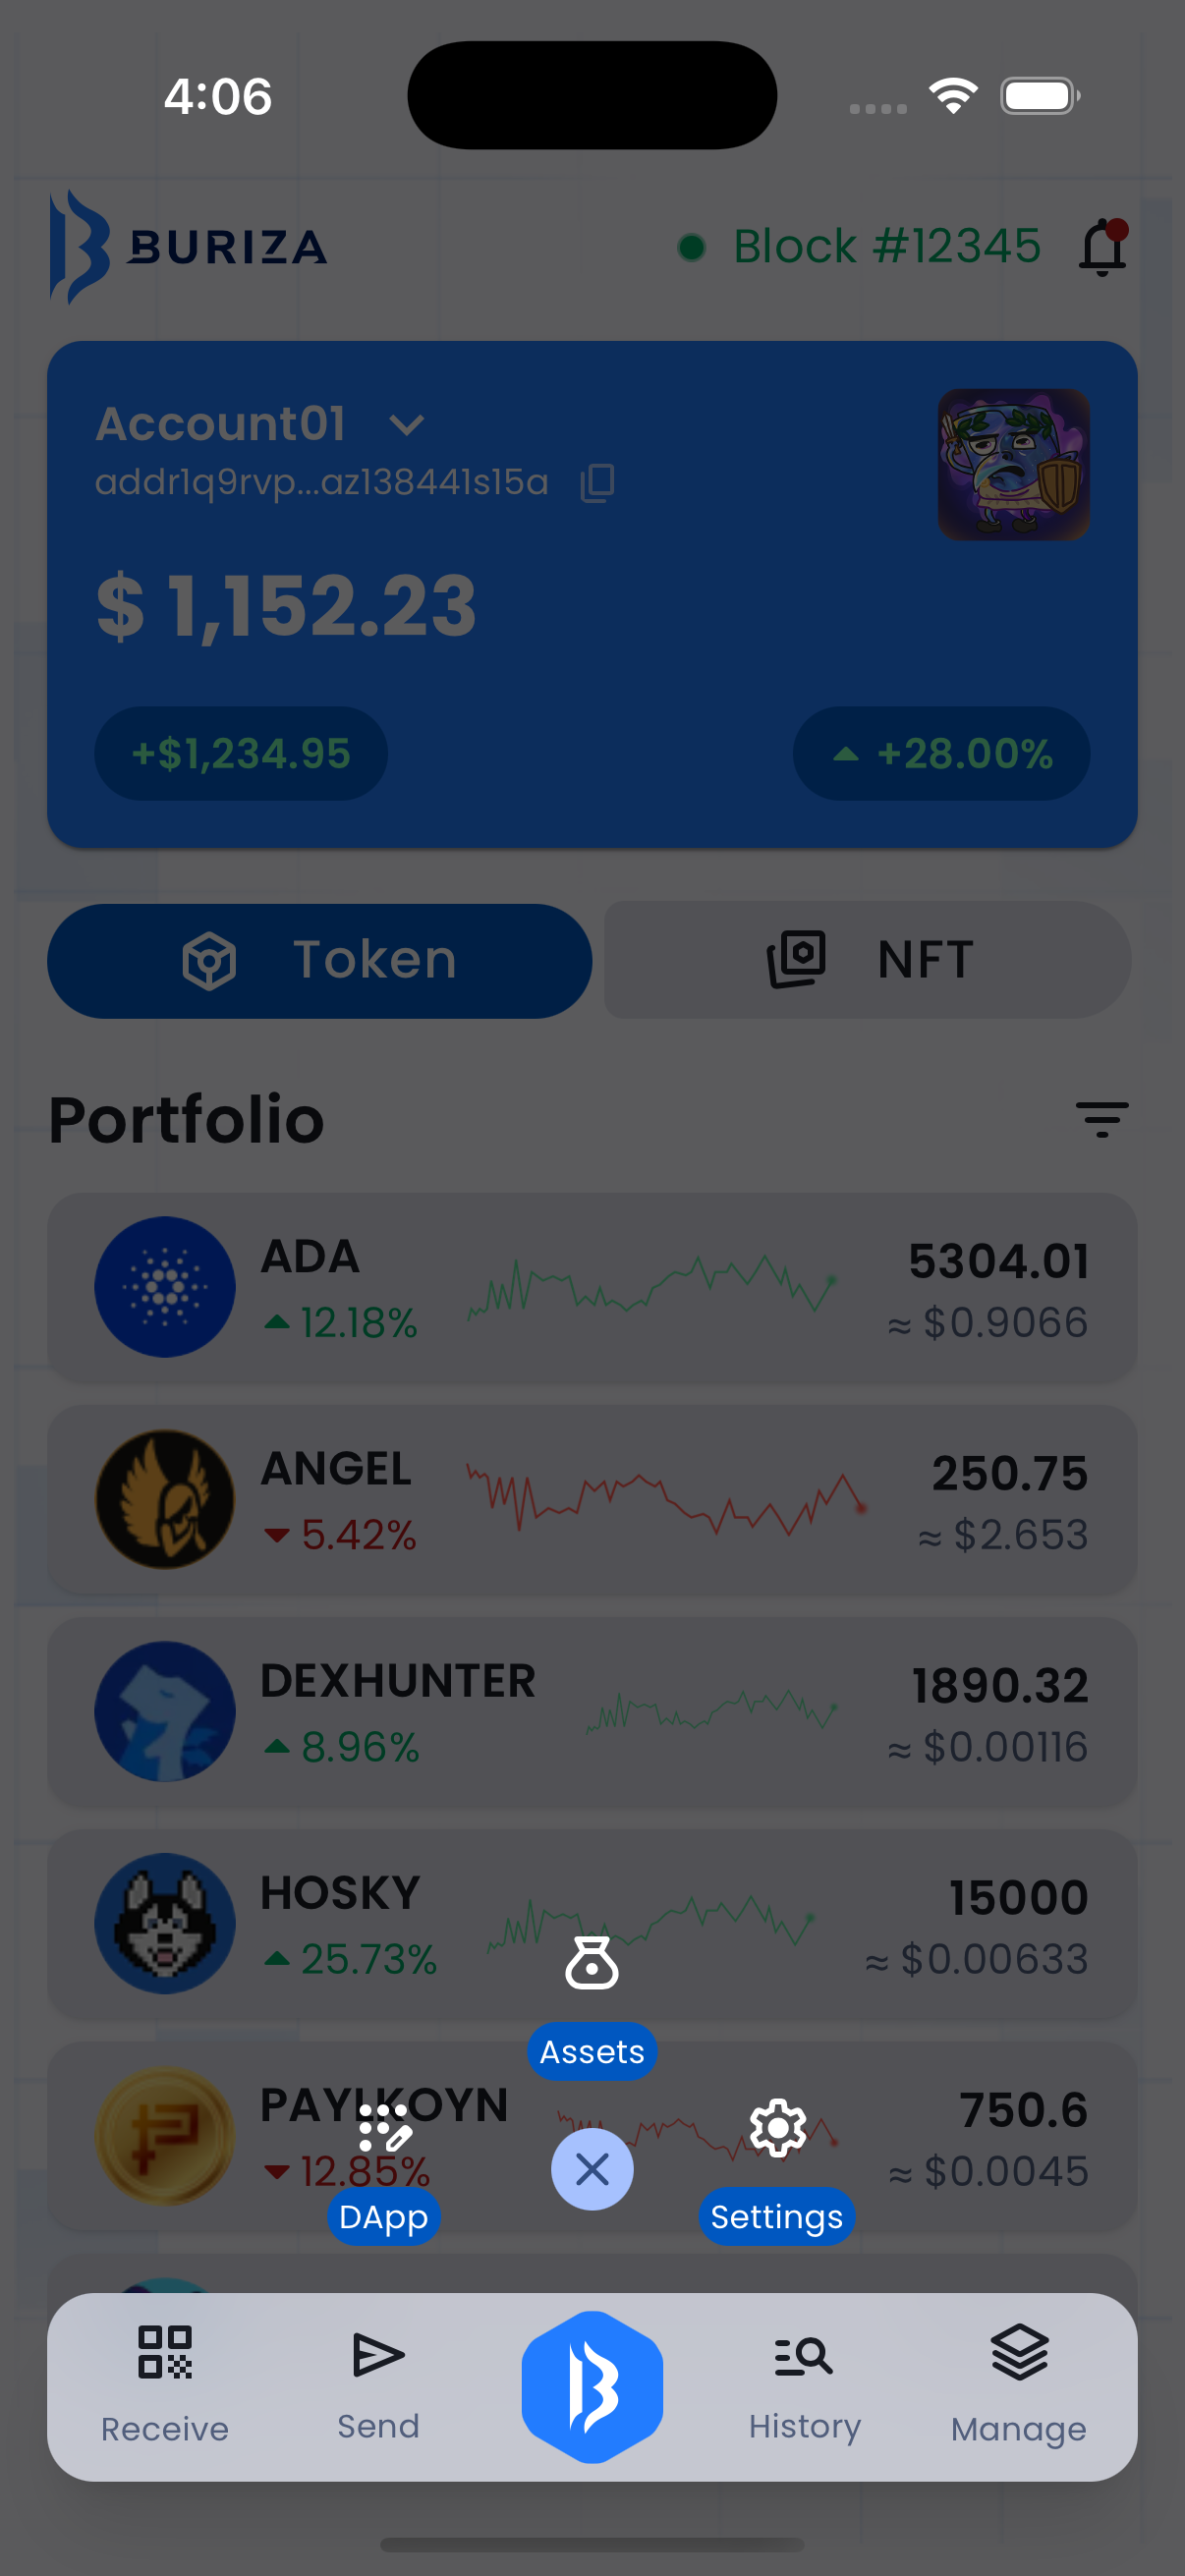 4:06
BURIZA
Block #12345
Account01
addr1q9rvp...az138441s15a
$ 1,152.23
+$1,234.95
+28.00%
Token
NFT
Portfolio
ADA
5304.01
12.18%
≈ $0.9066
ANGEL
250.75
5.42%
≈ $2.653
DEXHUNTER
1890.32
8.96%
≈ $0.00116
HOSKY
15000
25.73%
≈ $0.00633
Assets
PAYLKOYN
750.6
12.85%
≈ $0.0045
DApp
Settings
Receive
Send
History
Manage